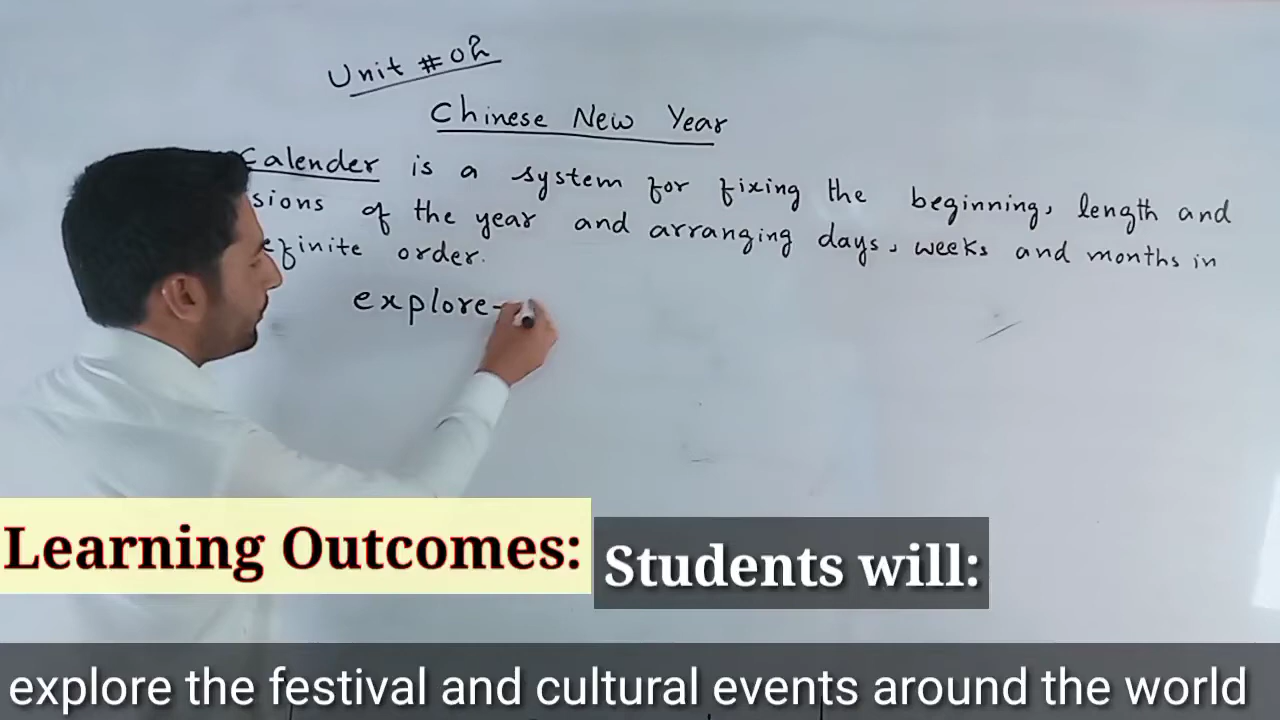 Unit #02
Chinese New Year
Calender is a system for fixing the beginning, length and
sions of the year and arranging days, weeks and months in
efinite order.
explore
Learning Outcomes:
Students will:
explore the festival and cultural events around the world